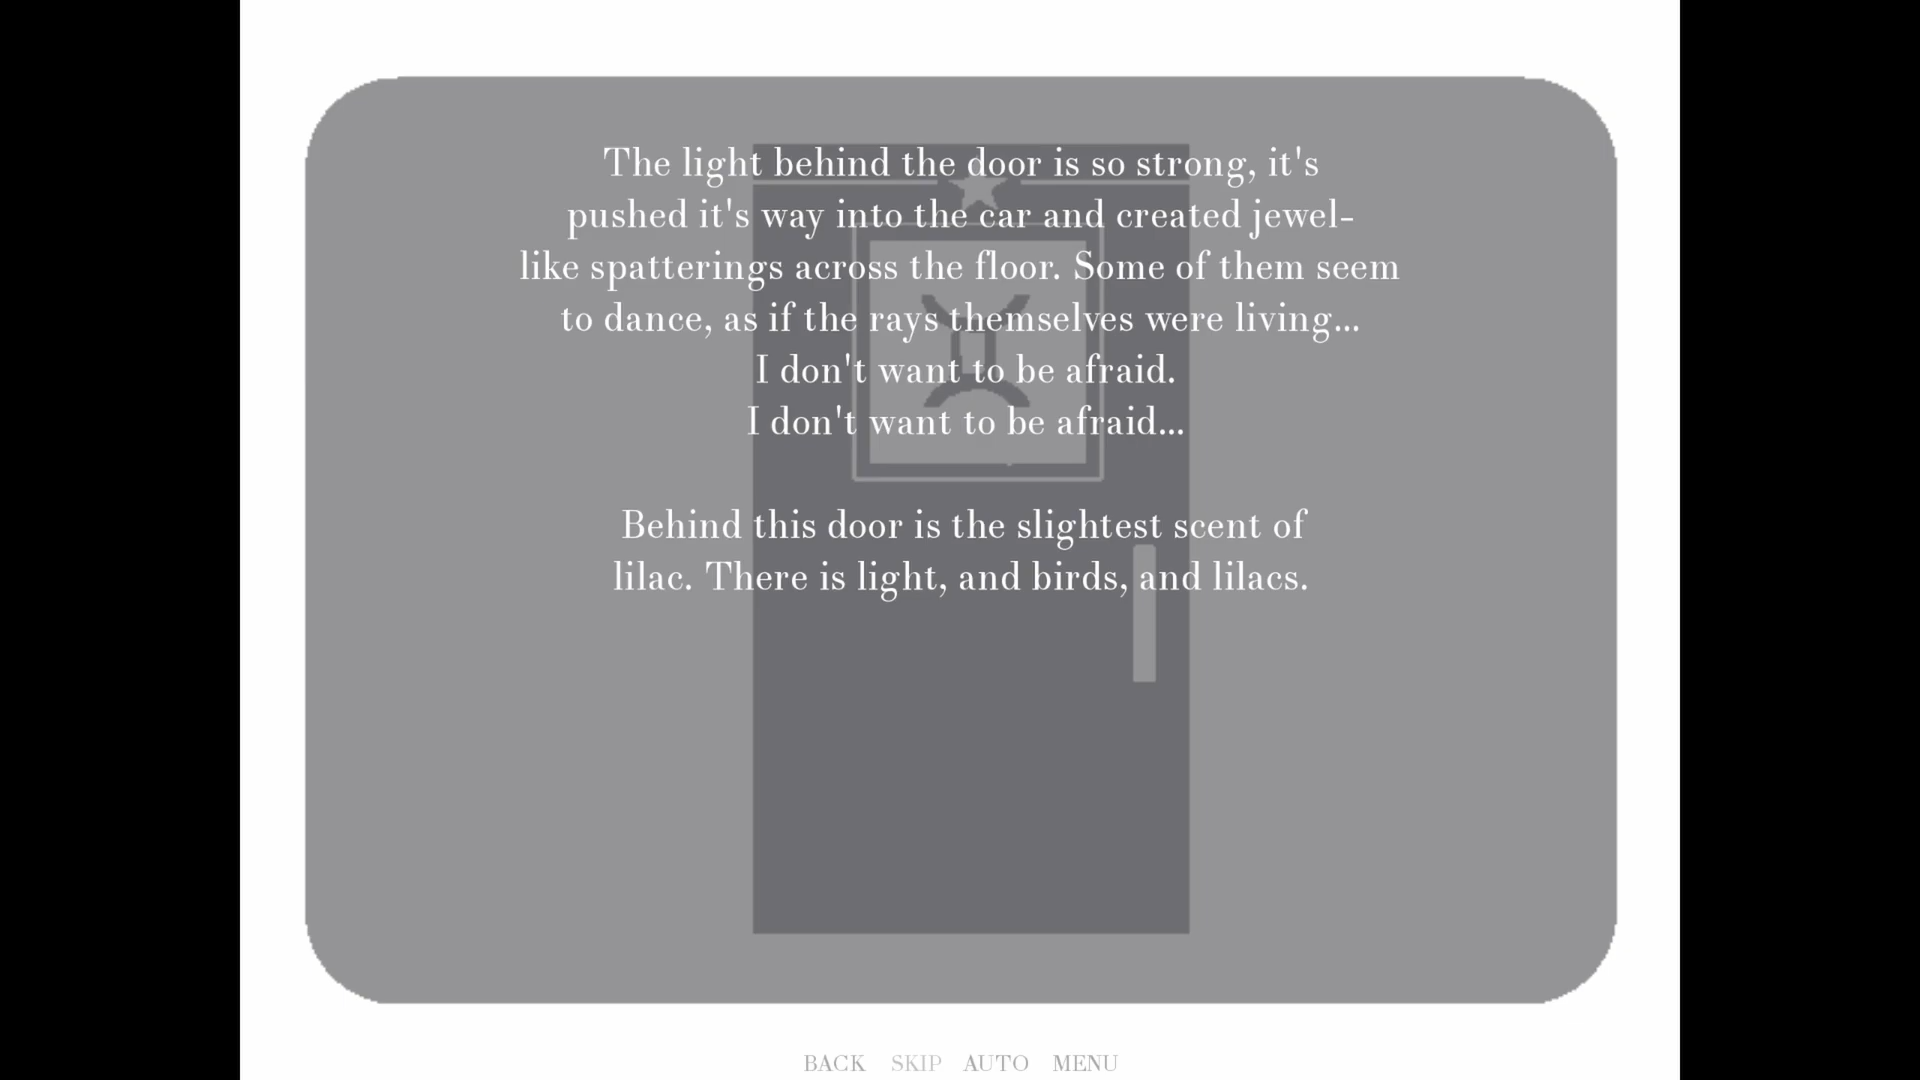 The light behind the door is so strong, it's
pushed it's way into the car and created jewel-
like spatterings across the floor. Some of them seem
to dance, as if the rays themselves were living...
I don't want to be afraid.
I don't want to be afraid...
Behind this door is the slightest scent of
lilac. There is light, and birds, and lilacs.
BACK SKIP AUTO MENU